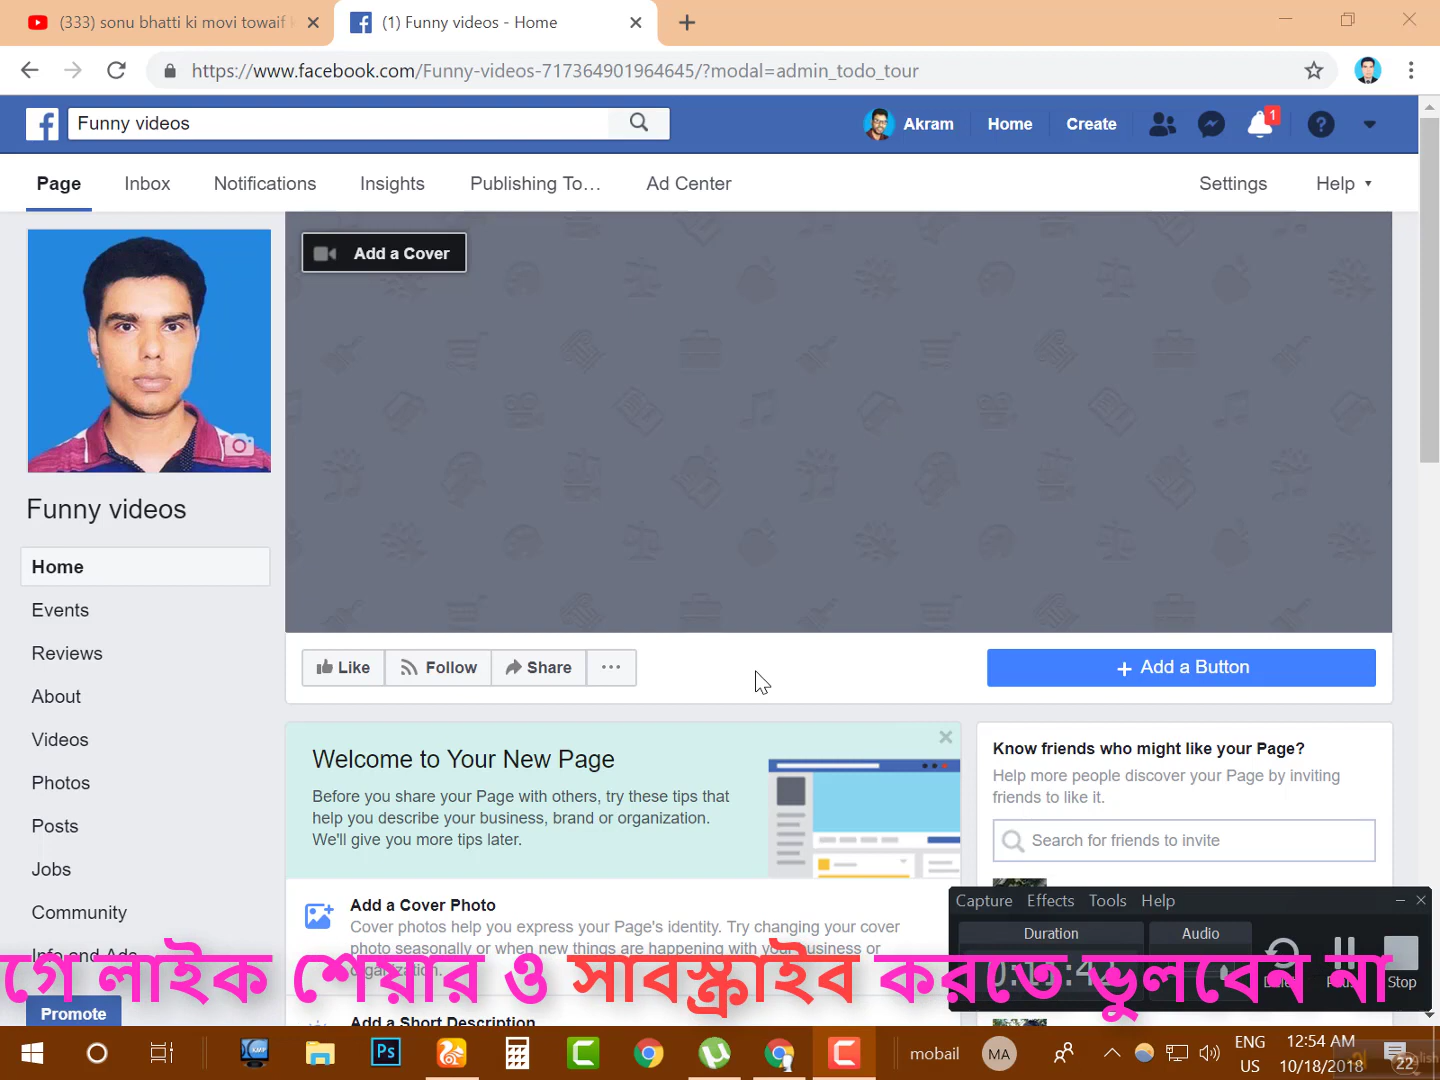 (333) sonu bhatti ki movi towaif k
(1) Funny videos - Home
https://www.facebook.com/Funny-videos-717364901964645/?modal=admin_todo_tour
Funny videos
Akram
Home
Create
1
Page
Inbox
Notifications
Insights
Publishing To...
Ad Center
Settings
Help
Add a Cover
Funny videos
Home
Events
Reviews
About
Videos
Photos
Posts
Jobs
Community
Info and Ads
Promote
Like
Follow
Share
+ Add a Button
Welcome to Your New Page
Before you share your Page with others, try these tips that
help you describe your business, brand or organization.
We'll give you more tips later.
Add a Cover Photo
Cover photos help you express your Page's identity. Try changing your cover
photo seasonally or when new things are happening with your business or
organization.
Add a Short Description
Know friends who might like your Page?
Help more people discover your Page by inviting
friends to like it.
Search for friends to invite
Capture Effects Tools Help
Duration
Audio
Stop
গে লাইক শেয়ার ও সাবস্ক্রাইব করতে ভুলবেন না
mobail
MA
ENG
US
12:54 AM
10/18/2018
22